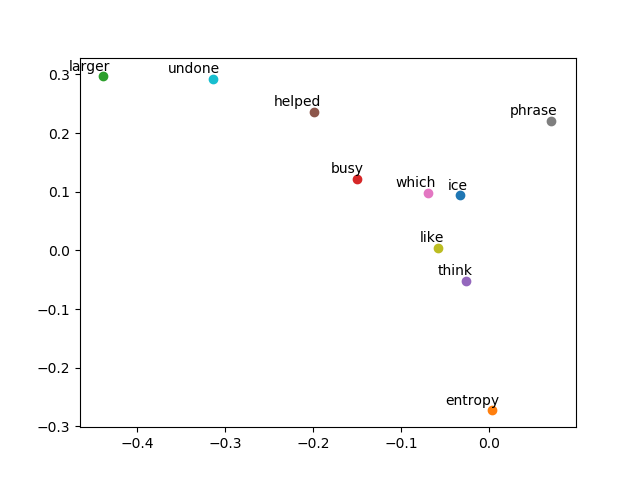 larger
undone
0.3
helped
phrase
0.2
busy
which
ice
0.1
like
0.0
think
−0.1
−0.2
entropy
−0.3
−0.4
−0.3
−0.2
−0.1
0.0